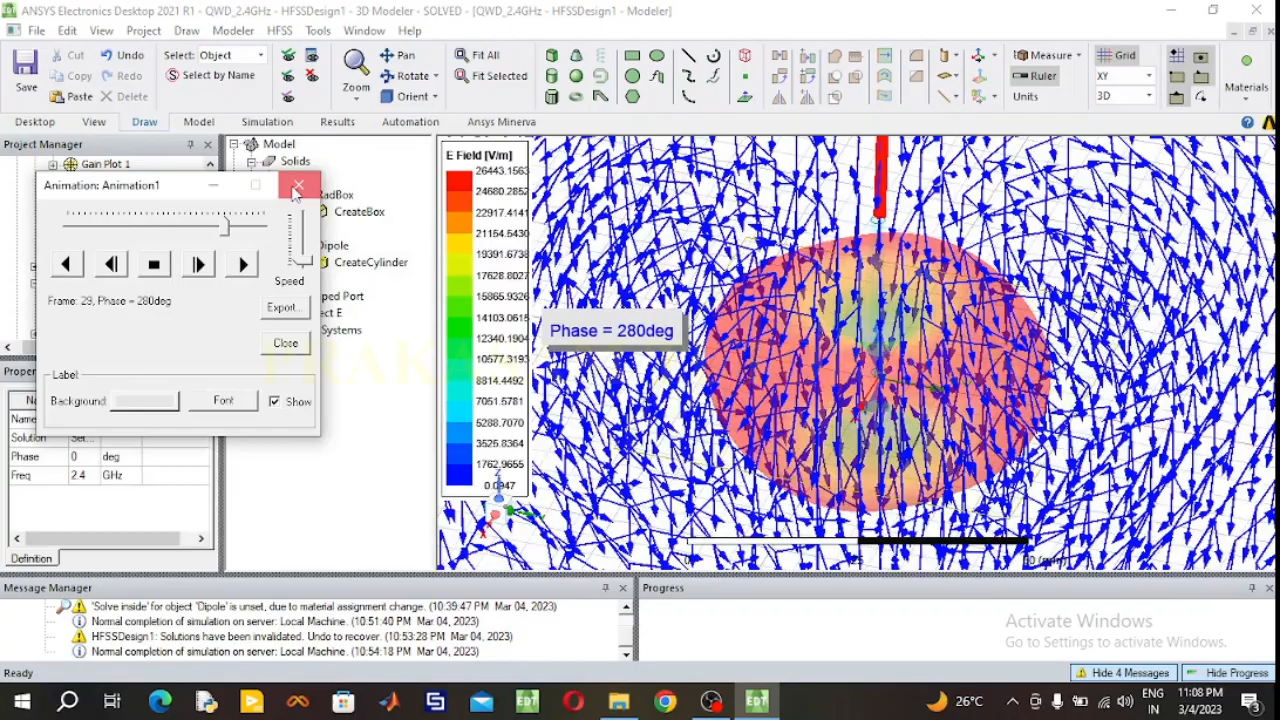 ANSYS Electronics Desktop 2021 R1 - QWD_2.4GHz - HFSSDesign1 - 3D Modeler - SOLVED - [QWD_2.4GHz - HFSSDesign1 - Modeler]
File Edit View Project Draw Modeler HFSS Tools Window Help
Save
Cut
Copy
Paste
Undo
Redo
Delete
Select: Object
Select by Name
Zoom
Pan
Rotate
Orient
Fit All
Fit Selected
Measure
Ruler
Units
Grid
XY
3D
Materials
Desktop View Draw Model Simulation Results Automation Ansys Minerva
Project Manager
Gain Plot 1
Model
Solids
RadBox
CreateBox
Dipole
CreateCylinder
Animation: Animation1
Speed
Frame: 29, Phase = 280deg
Export...
Close
Label
Background:
Font
Show
Solution Set...
Phase 0 deg
Freq 2.4 GHz
Definition
E Field [V/m]
26443.1563
24680.2852
22917.4141
21154.5430
19391.6738
17628.8027
15865.9326
14103.0615
12340.1904
10577.3193
8814.4492
7051.5781
5288.7070
3525.8364
1762.9655
0.0947
Phase = 280deg
Message Manager
'Solve inside' for object 'Dipole' is unset, due to material assignment change. (10:39:47 PM Mar 04, 2023)
Normal completion of simulation on server: Local Machine. (10:51:40 PM Mar 04, 2023)
HFSSDesign1: Solutions have been invalidated. Undo to recover. (10:53:28 PM Mar 04, 2023)
Normal completion of simulation on server: Local Machine. (10:54:18 PM Mar 04, 2023)
Progress
Activate Windows
Go to Settings to activate Windows.
Ready
Hide 4 Messages
Hide Progress
26°C
ENG
IN
11:08 PM
3/4/2023